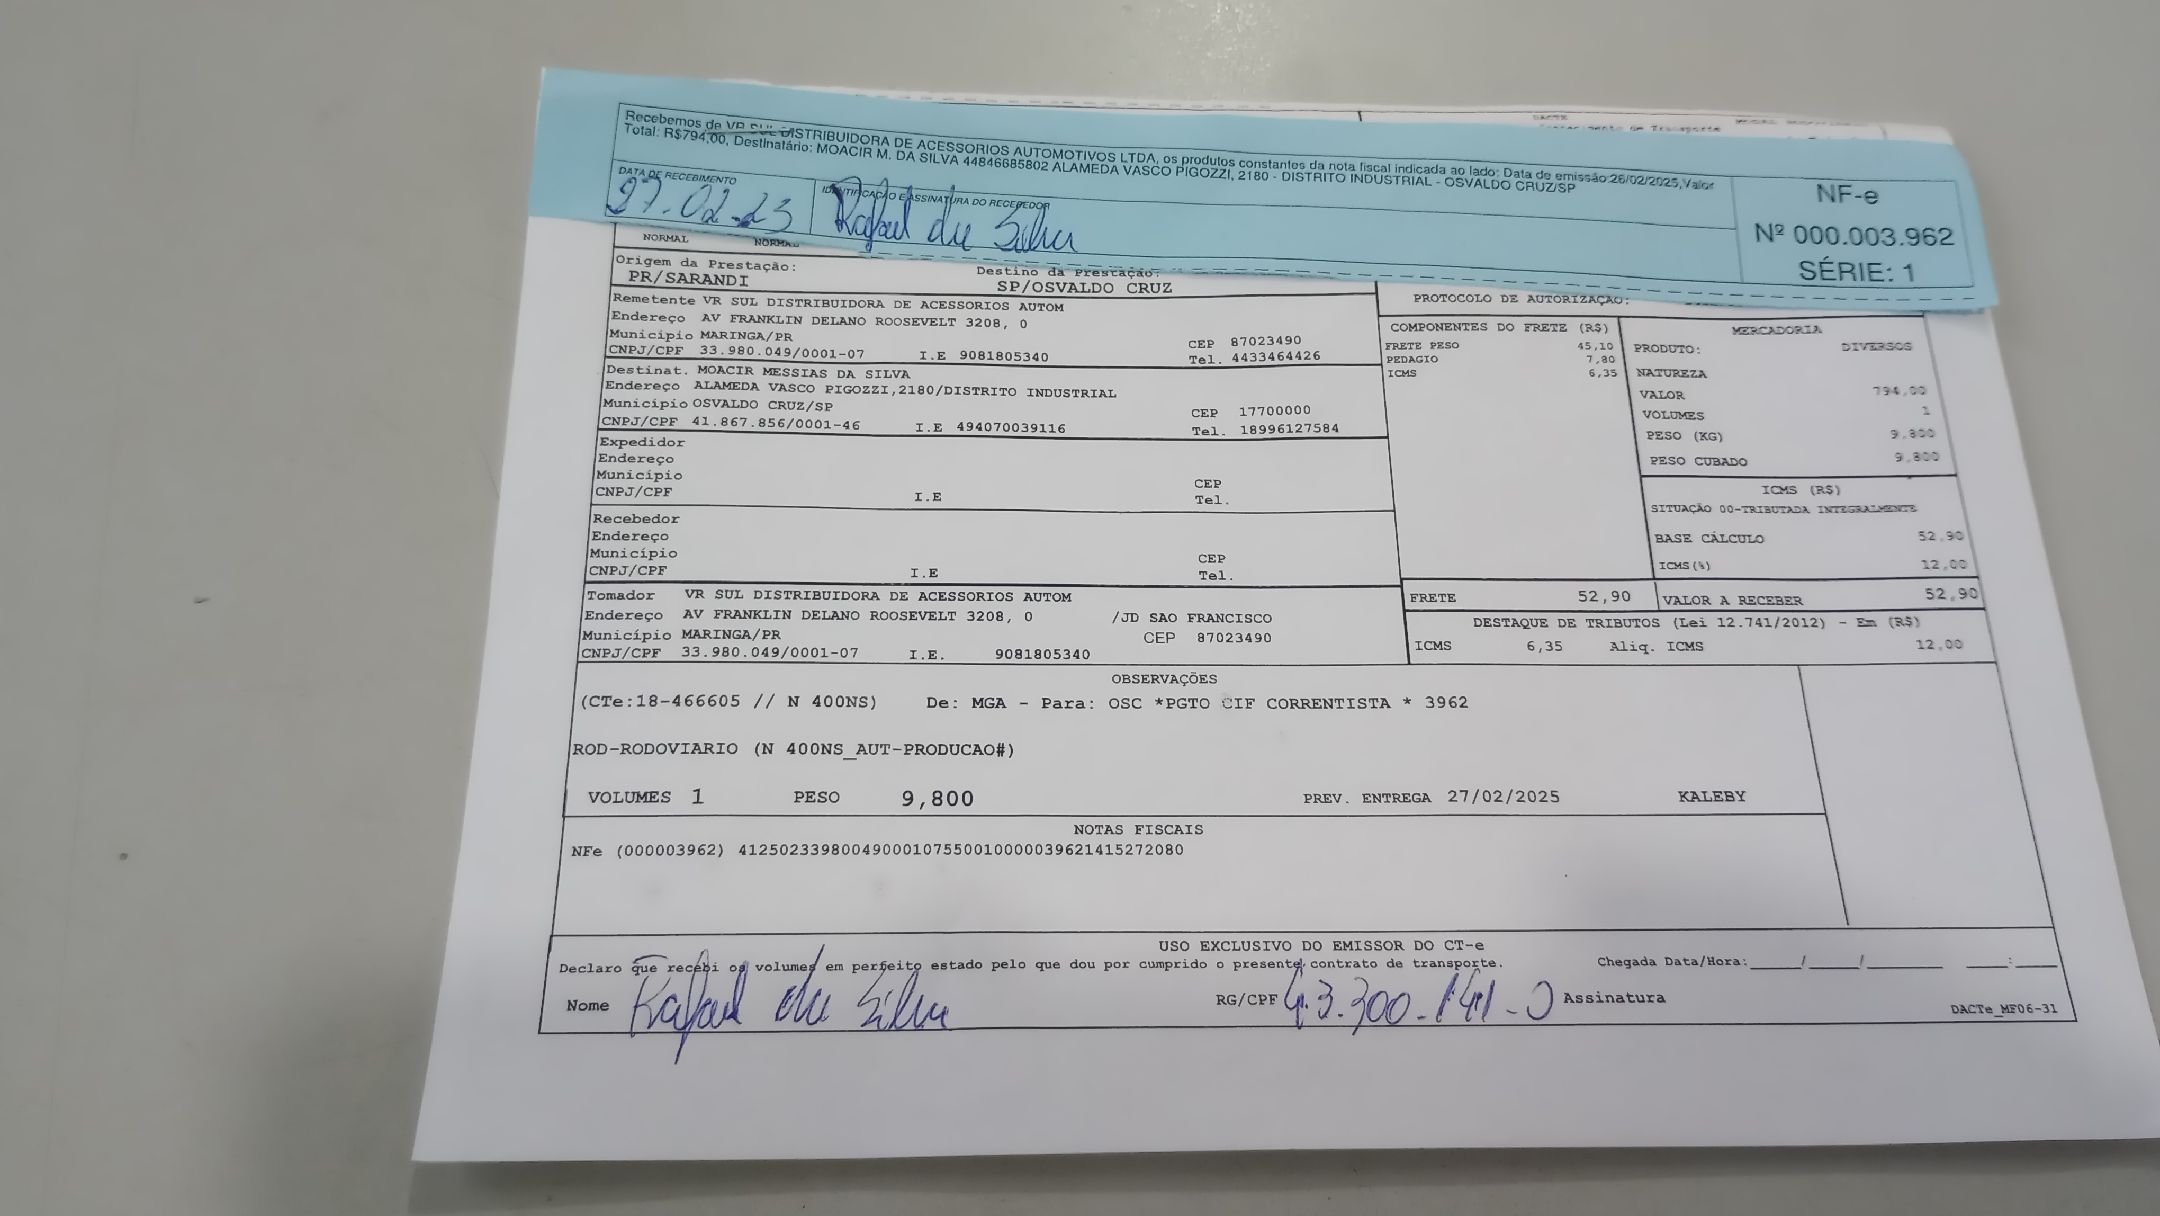 Recebemos de VR SUL DISTRIBUIDORA DE ACESSORIOS AUTOMOTIVOS LTDA, os produtos constantes da nota fiscal indicada ao lado; Data de emissão:26/02/2025,Valor
Total: R$794,00, Destinatário: MOACIR M. DA SILVA 44846685802 ALAMEDA VASCO PIGOZZI, 2180 - DISTRITO INDUSTRIAL - OSVALDO CRUZ/SP
DATA DE RECEBIMENTO
IDENTIFICAÇÃO E ASSINATURA DO RECEBEDOR
27.02.25 Rafael da Silva
NF-e
Nº 000.003.962
SÉRIE: 1
NORMAL NORMAL
Origem da Prestação: Destino da Prestação:
PR/SARANDI SP/OSVALDO CRUZ
Remetente VR SUL DISTRIBUIDORA DE ACESSORIOS AUTOM
Endereço AV FRANKLIN DELANO ROOSEVELT 3208, 0
Município MARINGA/PR CEP 87023490
CNPJ/CPF 33.980.049/0001-07 I.E 9081805340 Tel. 4433464426
Destinat. MOACIR MESSIAS DA SILVA
Endereço ALAMEDA VASCO PIGOZZI,2180/DISTRITO INDUSTRIAL
Município OSVALDO CRUZ/SP CEP 17700000
CNPJ/CPF 41.867.856/0001-46 I.E 494070039116 Tel. 18996127584
Expedidor
Endereço
Município CEP
CNPJ/CPF I.E Tel.
Recebedor
Endereço
Município CEP
CNPJ/CPF I.E Tel.
Tomador VR SUL DISTRIBUIDORA DE ACESSORIOS AUTOM
Endereço AV FRANKLIN DELANO ROOSEVELT 3208, 0 /JD SAO FRANCISCO
Município MARINGA/PR CEP 87023490
CNPJ/CPF 33.980.049/0001-07 I.E. 9081805340
PROTOCOLO DE AUTORIZAÇÃO:
COMPONENTES DO FRETE (R$)
FRETE PESO 45,10
PEDAGIO 7,80
ICMS 6,35
MERCADORIA
PRODUTO: DIVERSOS
NATUREZA
VALOR 794,00
VOLUMES 1
PESO (KG) 9,800
PESO CUBADO 9,800
ICMS (R$)
SITUAÇÃO 00-TRIBUTADA INTEGRALMENTE
BASE CÁLCULO 52,90
ICMS(%) 12,00
FRETE 52,90 VALOR A RECEBER 52,90
DESTAQUE DE TRIBUTOS (Lei 12.741/2012) - Em (R$)
ICMS 6,35 Aliq. ICMS 12,00
OBSERVAÇÕES
(CTe:18-466605 // N 400NS) De: MGA - Para: OSC *PGTO CIF CORRENTISTA * 3962
ROD-RODOVIARIO (N 400NS_AUT-PRODUCAO#)
VOLUMES 1 PESO 9,800 PREV. ENTREGA 27/02/2025 KALEBY
NOTAS FISCAIS
NFe (000003962) 41250233980049000107550010000039621415272080
USO EXCLUSIVO DO EMISSOR DO CT-e
Declaro que recebi os volumes em perfeito estado pelo que dou por cumprido o presente contrato de transporte. Chegada Data/Hora:____/____/______ ___:___
Nome Rafael da Silva RG/CPF 43.300.141-0 Assinatura
DACTe_MF06-31